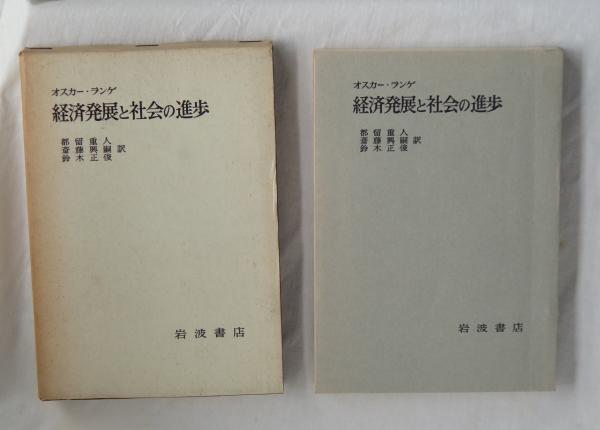 オスカー・ランゲ
経済発展と社会の進歩
都留重人
斎藤興嗣 訳
鈴木正俊
岩波書店
オスカー・ランゲ
経済発展と社会の進歩
都留重人
斎藤興嗣 訳
鈴木正俊
岩波書店